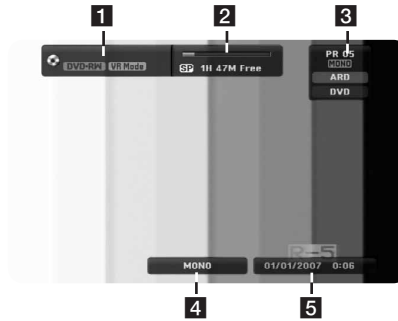 1 2 3
DVD-RW VR Mode
SP 1H 47M Free
PR 05
MONO
ARD
DVD
R-5
MONO
01/01/2007 0:06
4 5